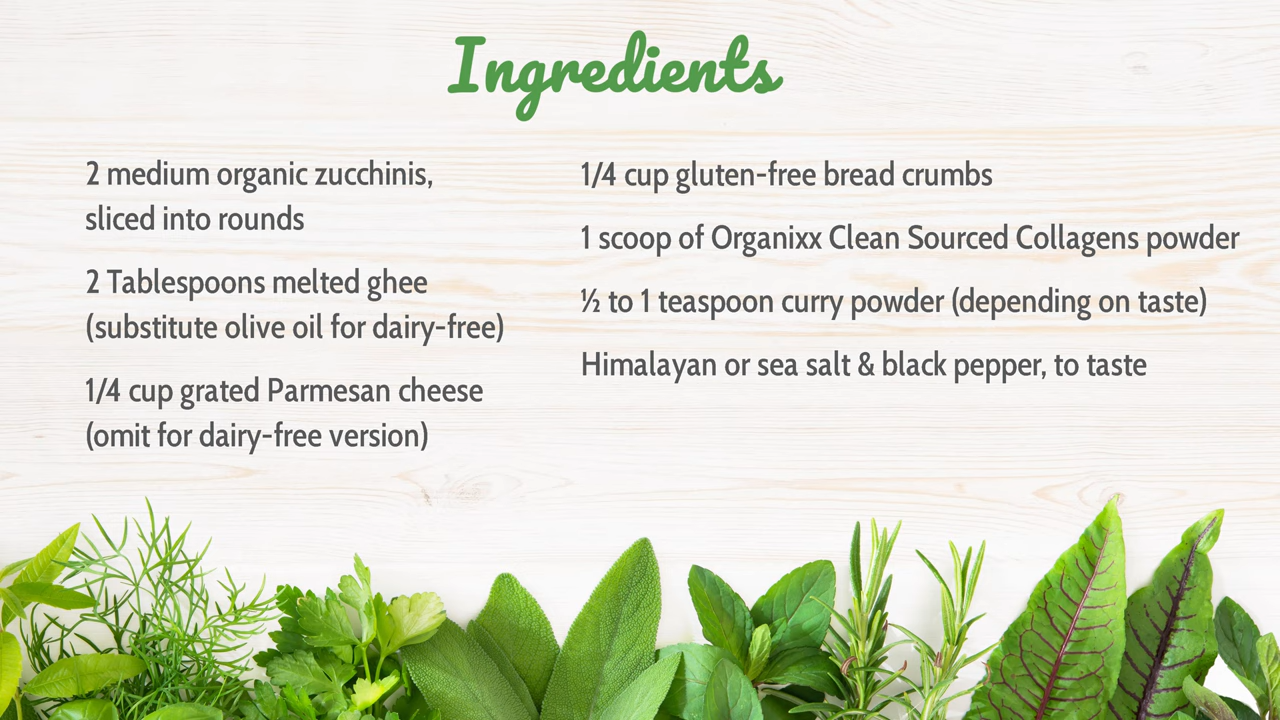 Ingredients
2 medium organic zucchinis,
sliced into rounds
2 Tablespoons melted ghee
(substitute olive oil for dairy-free)
1/4 cup grated Parmesan cheese
(omit for dairy-free version)
1/4 cup gluten-free bread crumbs
1 scoop of Organixx Clean Sourced Collagens powder
½ to 1 teaspoon curry powder (depending on taste)
Himalayan or sea salt & black pepper, to taste